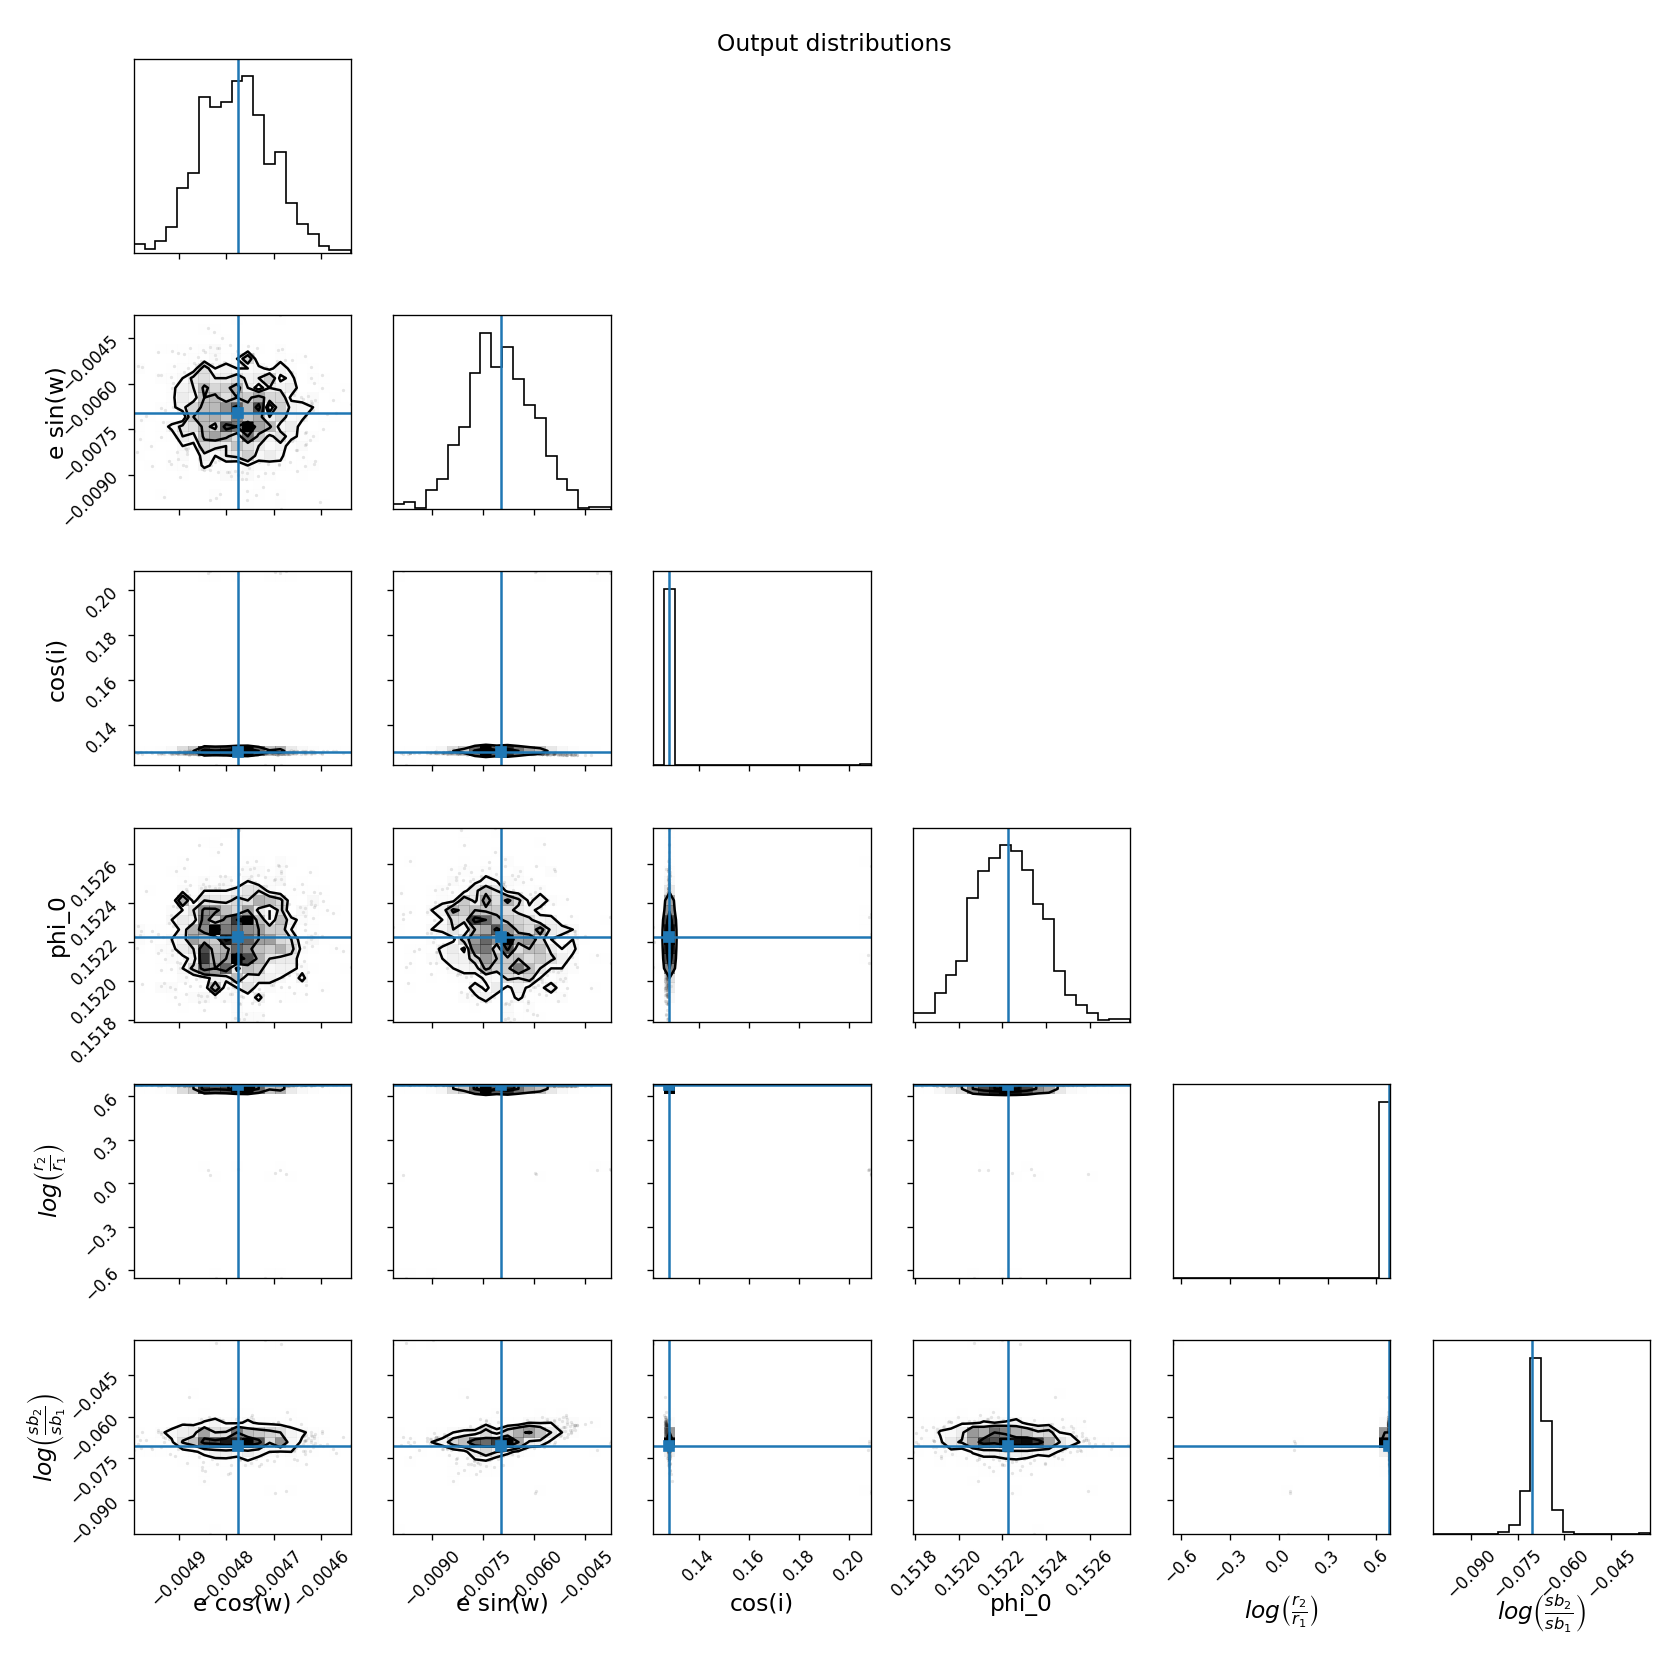 Output distributions
e sin(w)
−0.0045
−0.0060
−0.0075
−0.0090
cos(i)
0.20
0.18
0.16
0.14
phi_0
0.1526
0.1524
0.1522
0.1520
0.1518
log(r₂/r₁)
0.6
0.3
0.0
−0.3
−0.6
log(sb₂/sb₁)
−0.045
−0.060
−0.075
−0.090
−0.0049 −0.0048 −0.0047 −0.0046
−0.0090 −0.0075 −0.0060 −0.0045
0.14 0.16 0.18 0.20
0.1518 0.1520 0.1522 0.1524 0.1526
−0.6 −0.3 0.0 0.3 0.6
−0.090 −0.075 −0.060 −0.045
e cos(w) e sin(w) cos(i) phi_0 log(r₂/r₁) log(sb₂/sb₁)